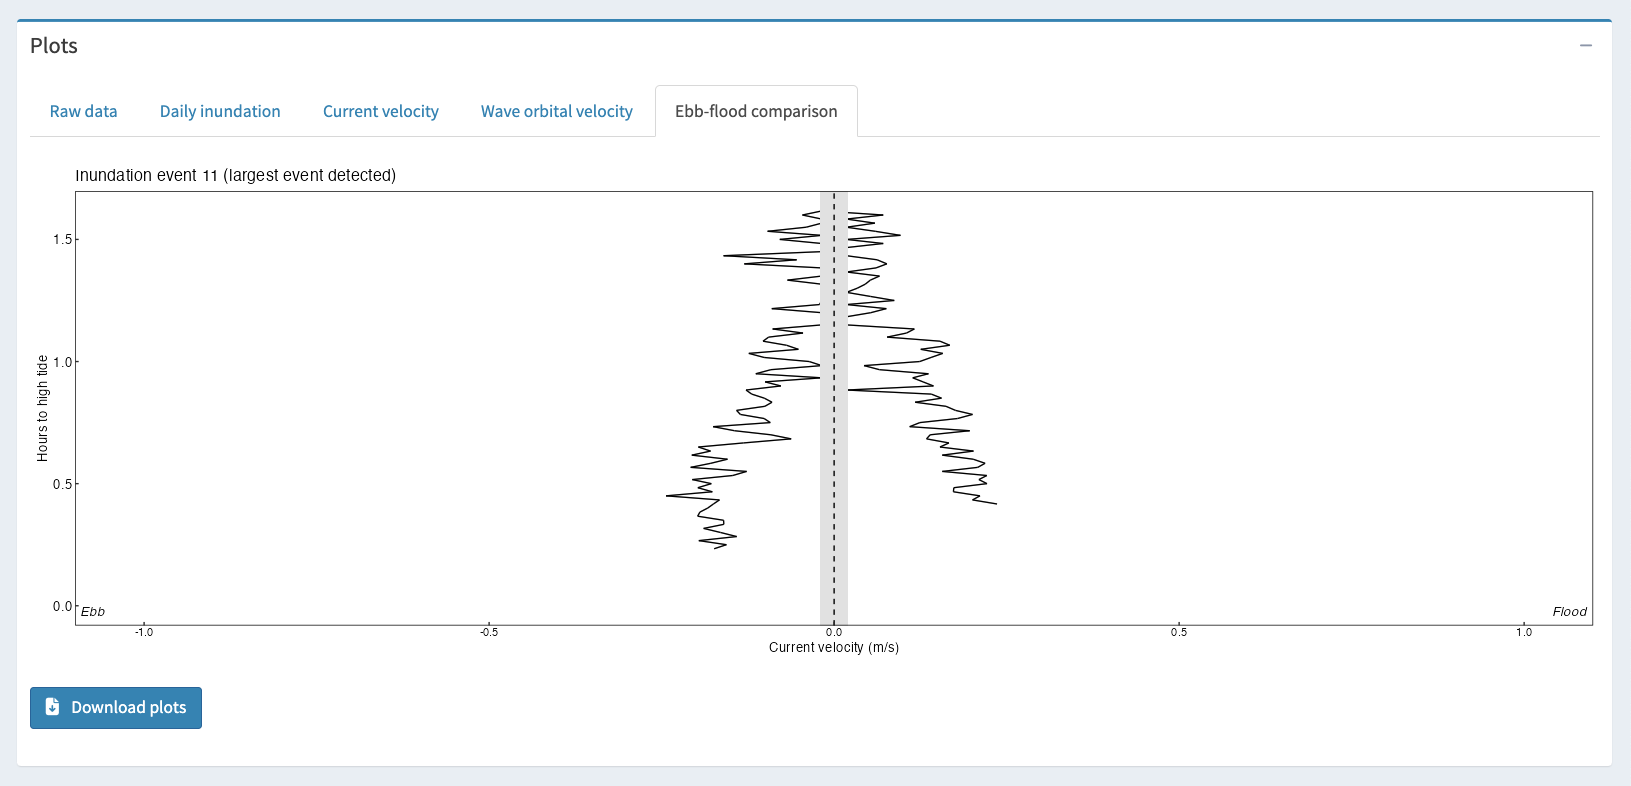 Plots
Raw data
Daily inundation
Current velocity
Wave orbital velocity
Ebb-flood comparison
Inundation event 11 (largest event detected)
Hours to high tide
1.5
1.0
0.5
0.0
Ebb
Flood
-1.0
-0.5
0.0
0.5
1.0
Current velocity (m/s)
Download plots